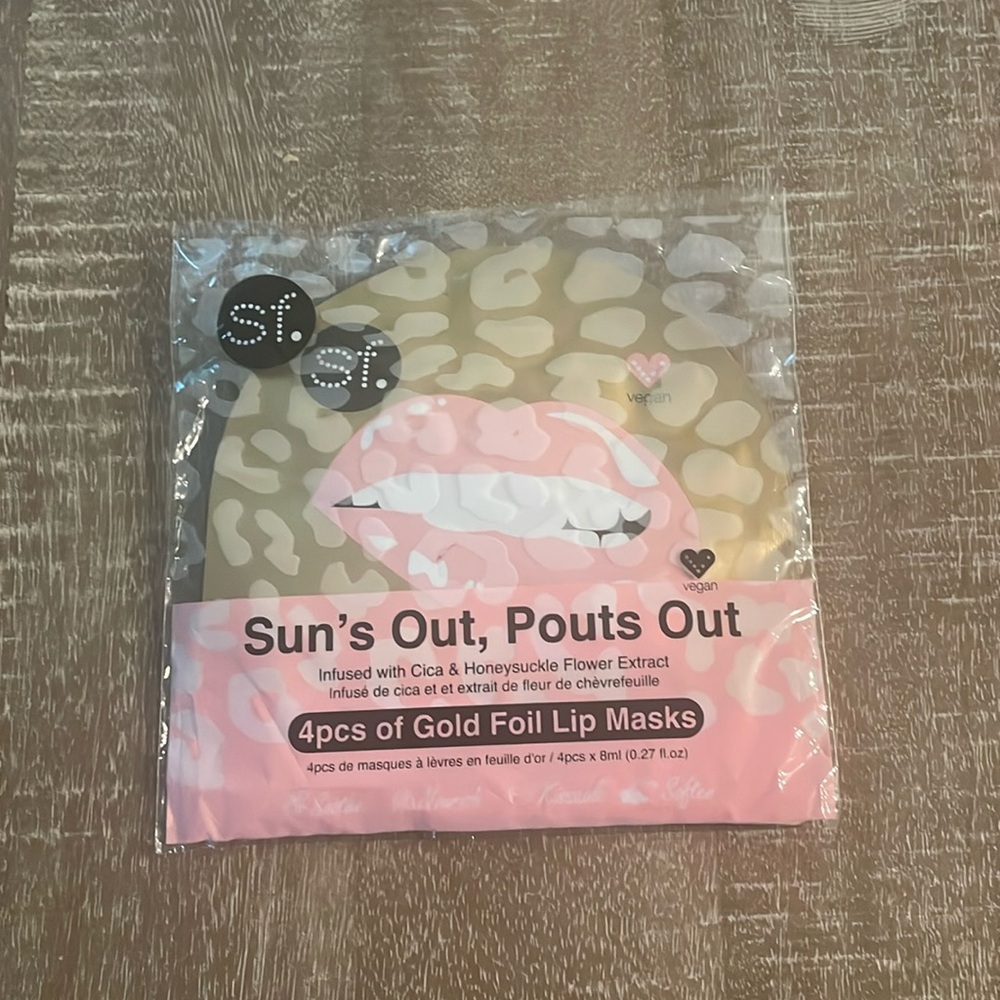 sf.
sf.
vegan
vegan
Sun's Out, Pouts Out
Infused with Cica & Honeysuckle Flower Extract
Infusé de cica et et extrait de fleur de chèvrefeuille
4pcs of Gold Foil Lip Masks
4pcs de masques à lèvres en feuille d'or / 4pcs x 8ml (0.27 fl.oz)